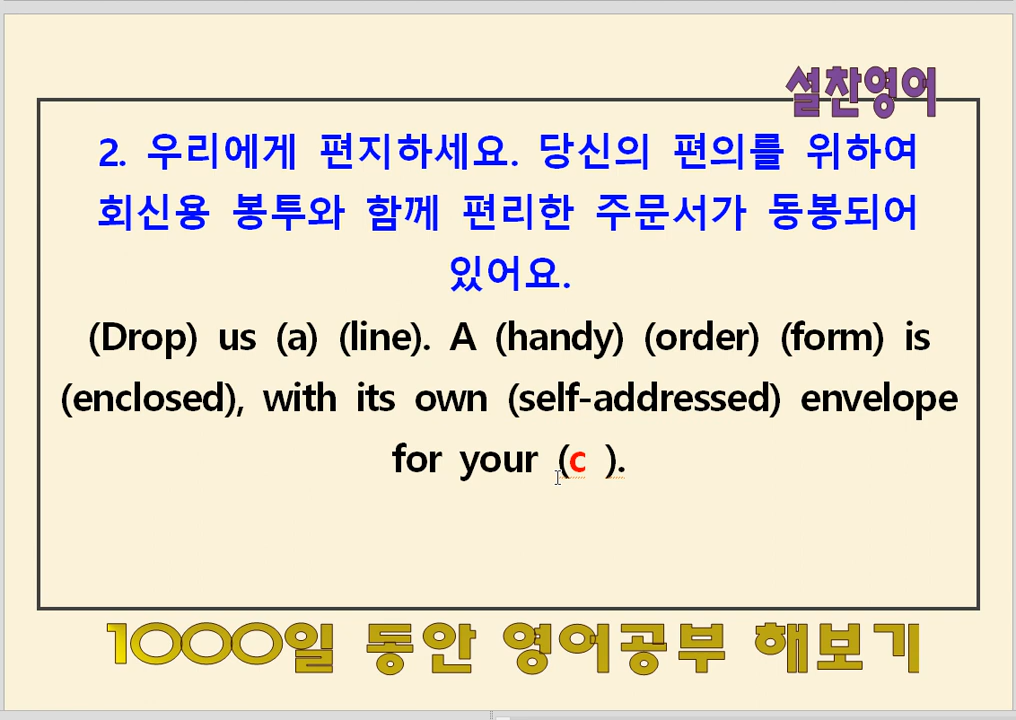 설찬영어
2. 우리에게 편지하세요. 당신의 편의를 위하여
회신용 봉투와 함께 편리한 주문서가 동봉되어
있어요.
(Drop) us (a) (line). A (handy) (order) (form) is
(enclosed), with its own (self-addressed) envelope
for your (c ).
1000일 동안 영어공부 해보기